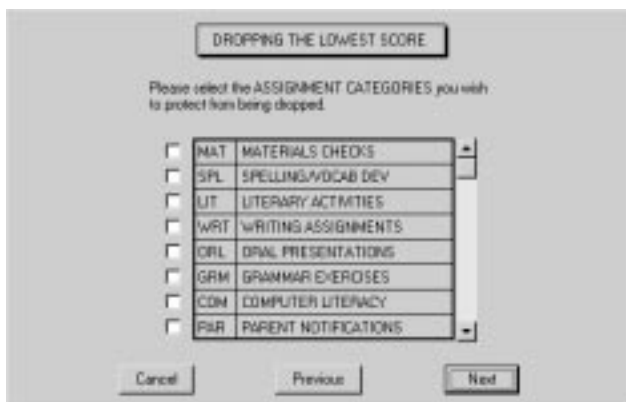 DROPPING THE LOWEST SCORE
Please select the ASSIGNMENT CATEGORIES you wish
to protect from being dropped.
MAT MATERIALS CHECKS
SPL SPELLING/VOCAB DEV
LIT LITERARY ACTIVITIES
WRT WRITING ASSIGNMENTS
ORL ORAL PRESENTATIONS
GRM GRAMMAR EXERCISES
COM COMPUTER LITERACY
PAR PARENT NOTIFICATIONS
Cancel Previous Next